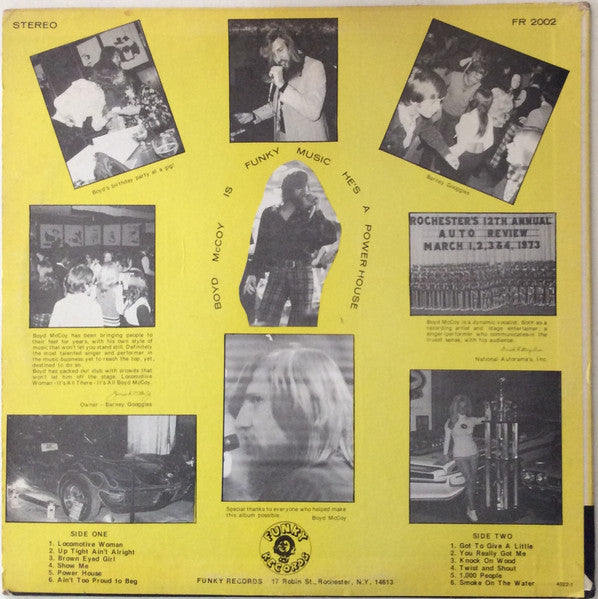 STEREO
FR 2002
Boyd's birthday party at a gig!
Barney Googgles
BOYD McCOY IS FUNKY MUSIC HE'S A POWER HOUSE
ROCHESTER'S 12TH ANNUAL
AUTO REVIEW
MARCH 1,2,3&4, 1973
Boyd McCoy has been bringing people to
their feet for years, with his own style of
music that won't let you stand still. Definitely
the most talented singer and performer in
the music-business yet to reach the top, yet,
destined to do so.
Boyd has packed our club with crowds that
won't let him off the stage. Locomotive
Woman - It's All There - It's All Boyd McCoy.
Owner - Barney Googgles
Boyd McCoy is a dynamic vocalist. Both as a
recording artist and stage entertainer, a
singer/performer who communicates-in the
truest sense, with his audience.
National Autorama's, Inc.
Special thanks to everyone who helped make
this album possible.
Boyd McCoy
SIDE ONE
1. Locomotive Woman
2. Up Tight Ain't Alright
3. Brown Eyed Girl
4. Show Me
5. Power House
6. Ain't Too Proud to Beg
FUNKY
RECORDS
FUNKY RECORDS 17 Robin St., Rochester, N.Y. 14613
SIDE TWO
1. Got To Give A Little
2. You Really Got Me
3. Knock On Wood
4. Twist and Shout
5. 1,000 People
6. Smoke On The Water